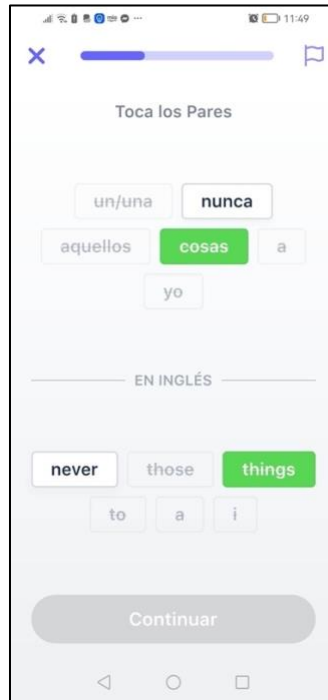 11:49
Toca los Pares
un/una nunca
aquellos cosas a
yo
EN INGLÉS
never those things
to a i
Continuar